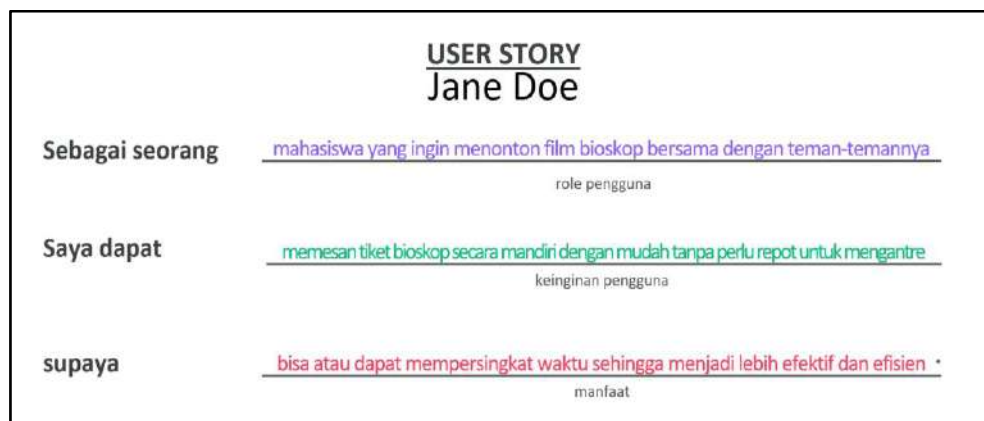 USER STORY
Jane Doe
Sebagai seorang mahasiswa yang ingin menonton film bioskop bersama dengan teman-temannya
role pengguna
Saya dapat memesan tiket bioskop secara mandiri dengan mudah tanpa perlu repot untuk mengantre
keinginan pengguna
supaya bisa atau dapat mempersingkat waktu sehingga menjadi lebih efektif dan efisien .
manfaat